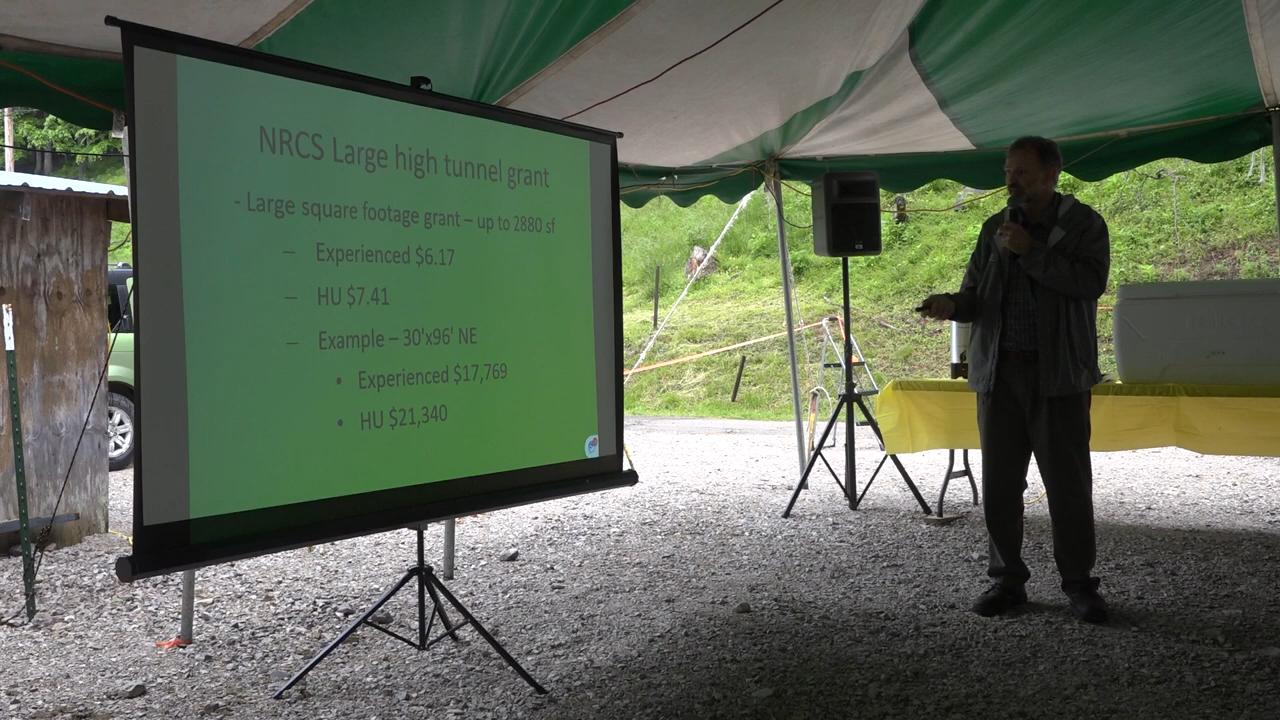 NRCS Large high tunnel grant
- Large square footage grant – up to 2880 sf
– Experienced $6.17
– HU $7.41
– Example – 30'x96' NE
• Experienced $17,769
• HU $21,340